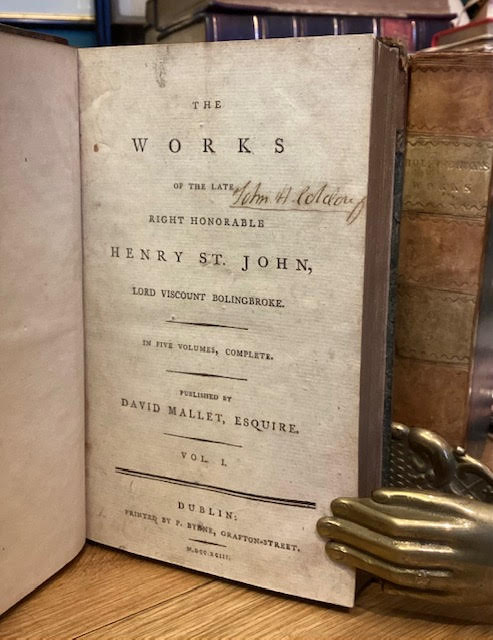 THE
WORKS
OF THE LATE
RIGHT HONORABLE
HENRY ST. JOHN,
LORD VISCOUNT BOLINGBROKE.
IN FIVE VOLUMES, COMPLETE.
PUBLISHED BY
DAVID MALLET, ESQUIRE.
VOL. I.
DUBLIN:
PRINTED BY P. BYRNE, GRAFTON-STREET.
M.DCC.XCIII.
John H
WORKS